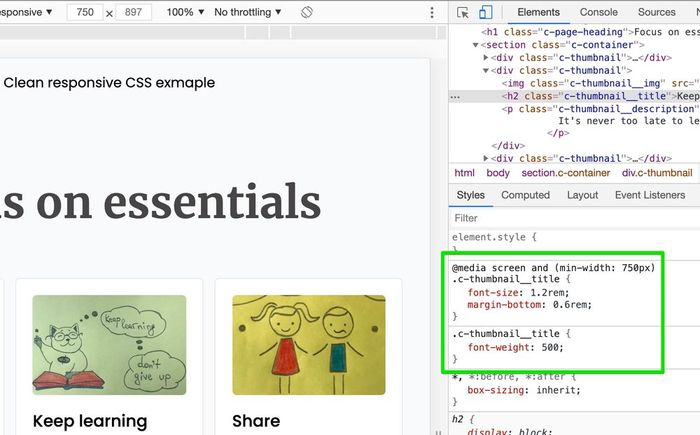 sponsive ▼ 750 × 897 100% ▼ No throttling ▼
Elements Console Sources
<h1 class="c-page-heading">Focus on ess
▼<section class="c-container">
▶<div class="c-thumbnail">…</div>
▼<div class="c-thumbnail">
<img class="c-thumbnail__img" src="
… <h2 class="c-thumbnail__title">Keep
<p class="c-thumbnail__description"
It's never too late to le
</p>
</div>
▶<div class="c-thumbnail">…</div>
html body section.c-container div.c-thumbnail
Styles Computed Layout Event Listeners
Filter
element.style {
}
@media screen and (min-width: 750px)
.c-thumbnail__title {
font-size: 1.2rem;
margin-bottom: 0.6rem;
}
.c-thumbnail__title {
font-weight: 500;
}
*, *:before, *:after {
box-sizing: inherit;
}
h2 {
display: block;
Clean responsive CSS exmaple
s on essentials
Keep learning
don't
give up
Keep learning
Share